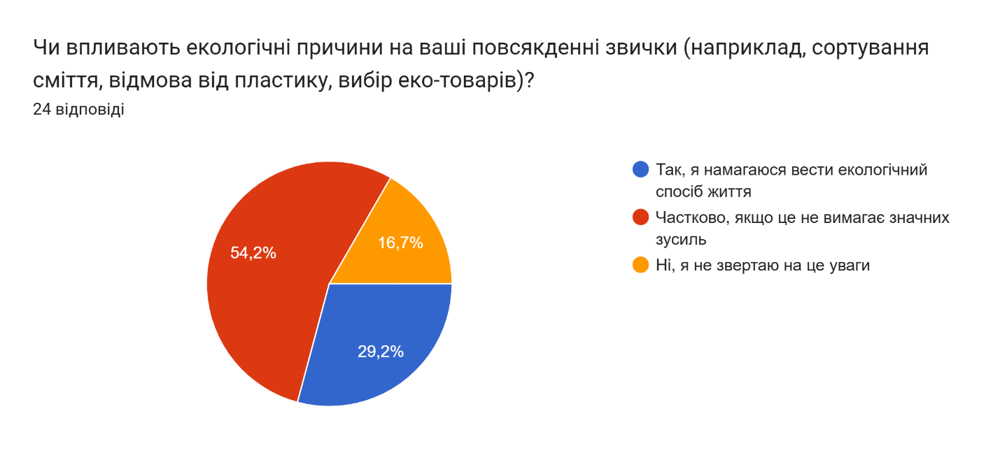 Чи впливають екологічні причини на ваші повсякденні звички (наприклад, сортування
сміття, відмова від пластику, вибір еко-товарів)?
24 відповіді
Так, я намагаюся вести екологічний
спосіб життя
Частково, якщо це не вимагає значних
зусиль
Ні, я не звертаю на це уваги
54,2%
16,7%
29,2%